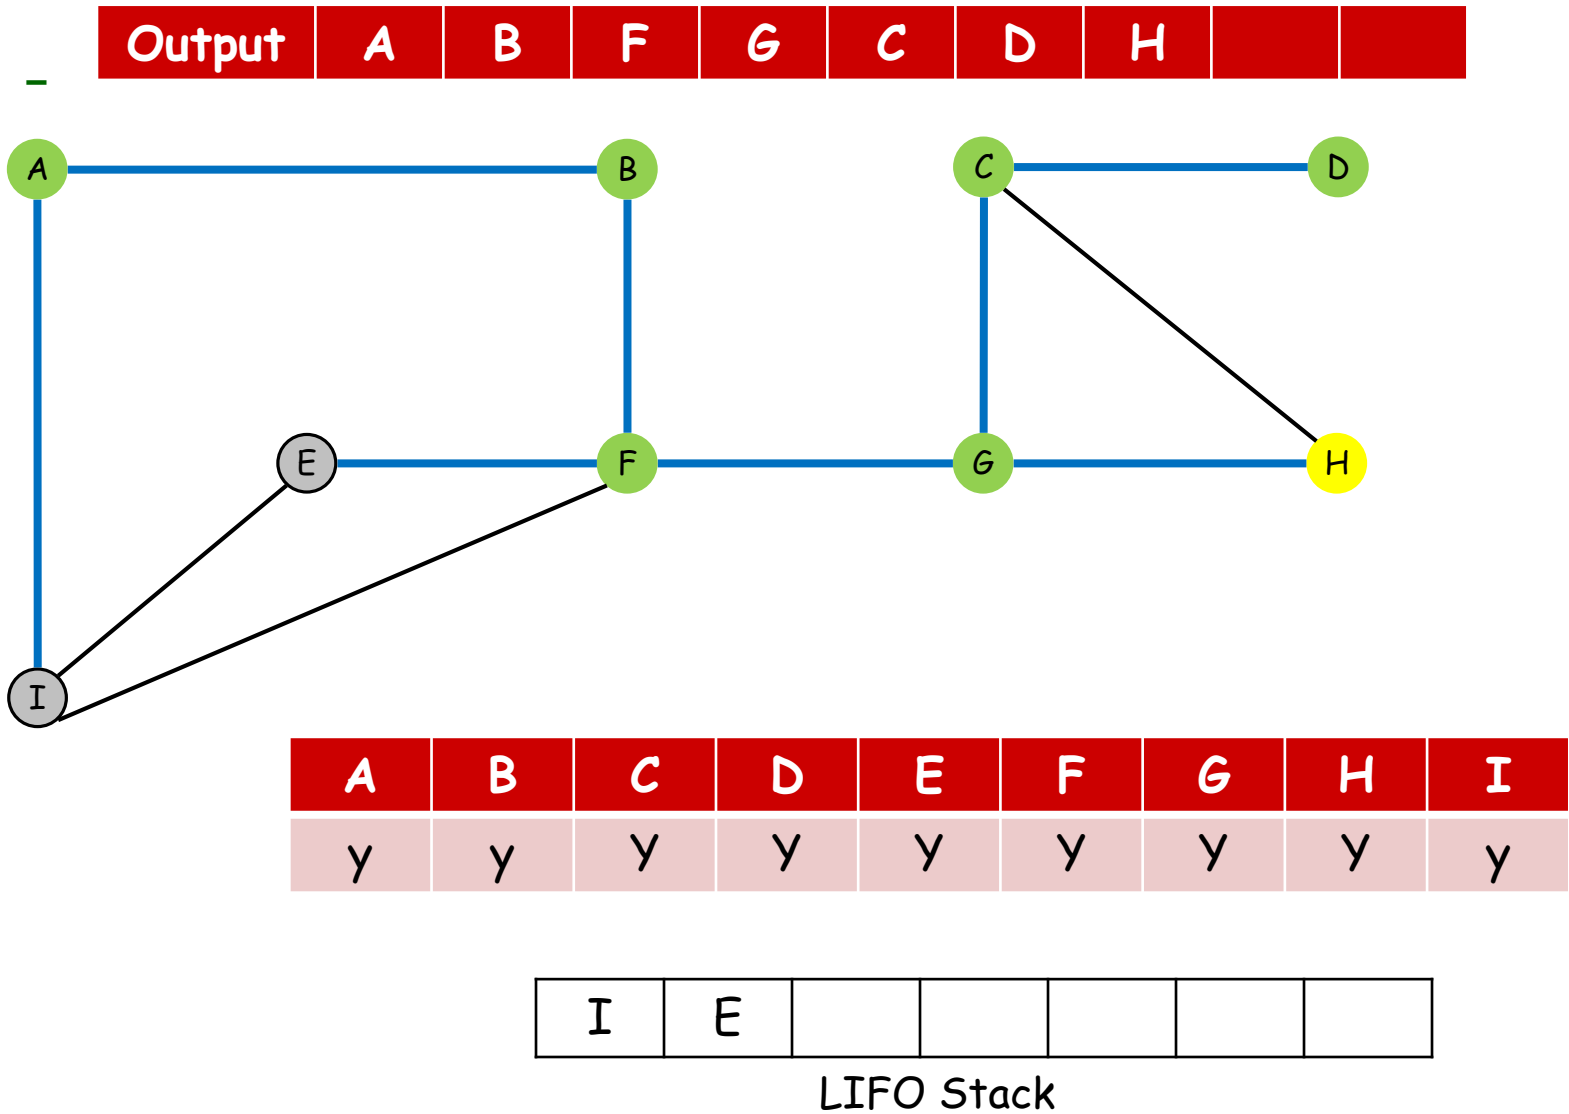 Output A B F G C D H
A B C D
E F G H
I
A B C D E F G H I
y y y y y y y y y
I E
LIFO Stack